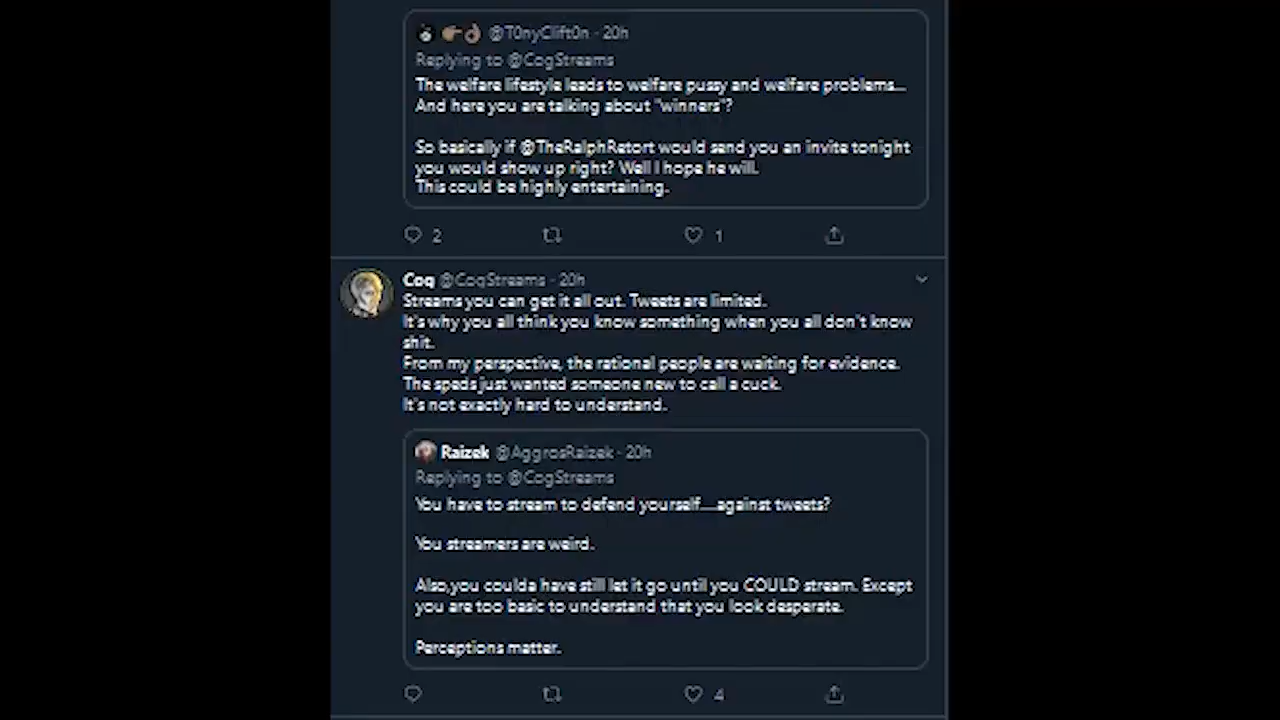 @T0nyClift0n · 20h
Replying to @CogStreams
The welfare lifestyle leads to welfare pussy and welfare problems...
And here you are talking about "winners"?
So basically if @TheRalphRetort would send you an invite tonight
you would show up right? Well I hope he will.
This could be highly entertaining.
2
1
Cog @CogStreams · 20h
Streams you can get it all out. Tweets are limited.
It's why you all think you know something when you all don't know
shit.
From my perspective, the rational people are waiting for evidence.
The speds just wanted someone new to call a cuck.
It's not exactly hard to understand.
Raizek @AggrosRaizek · 20h
Replying to @CogStreams
You have to stream to defend yourself....against tweets?
You streamers are weird.
Also,you coulda have still let it go until you COULD stream. Except
you are too basic to understand that you look desperate.
Perceptions matter.
4